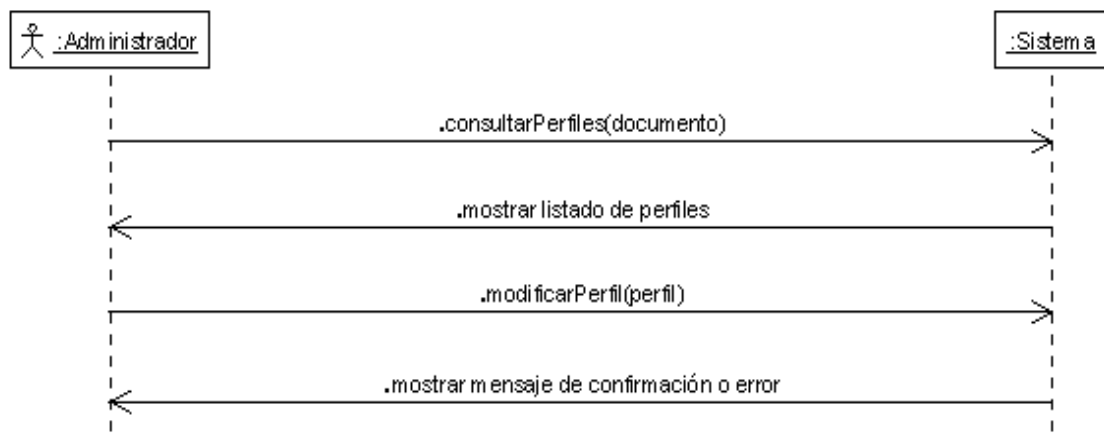 :Administrador
:Sistema
.consultarPerfiles(documento)
.mostrar listado de perfiles
.modificarPerfil(perfil)
.mostrar mensaje de confirmación o error